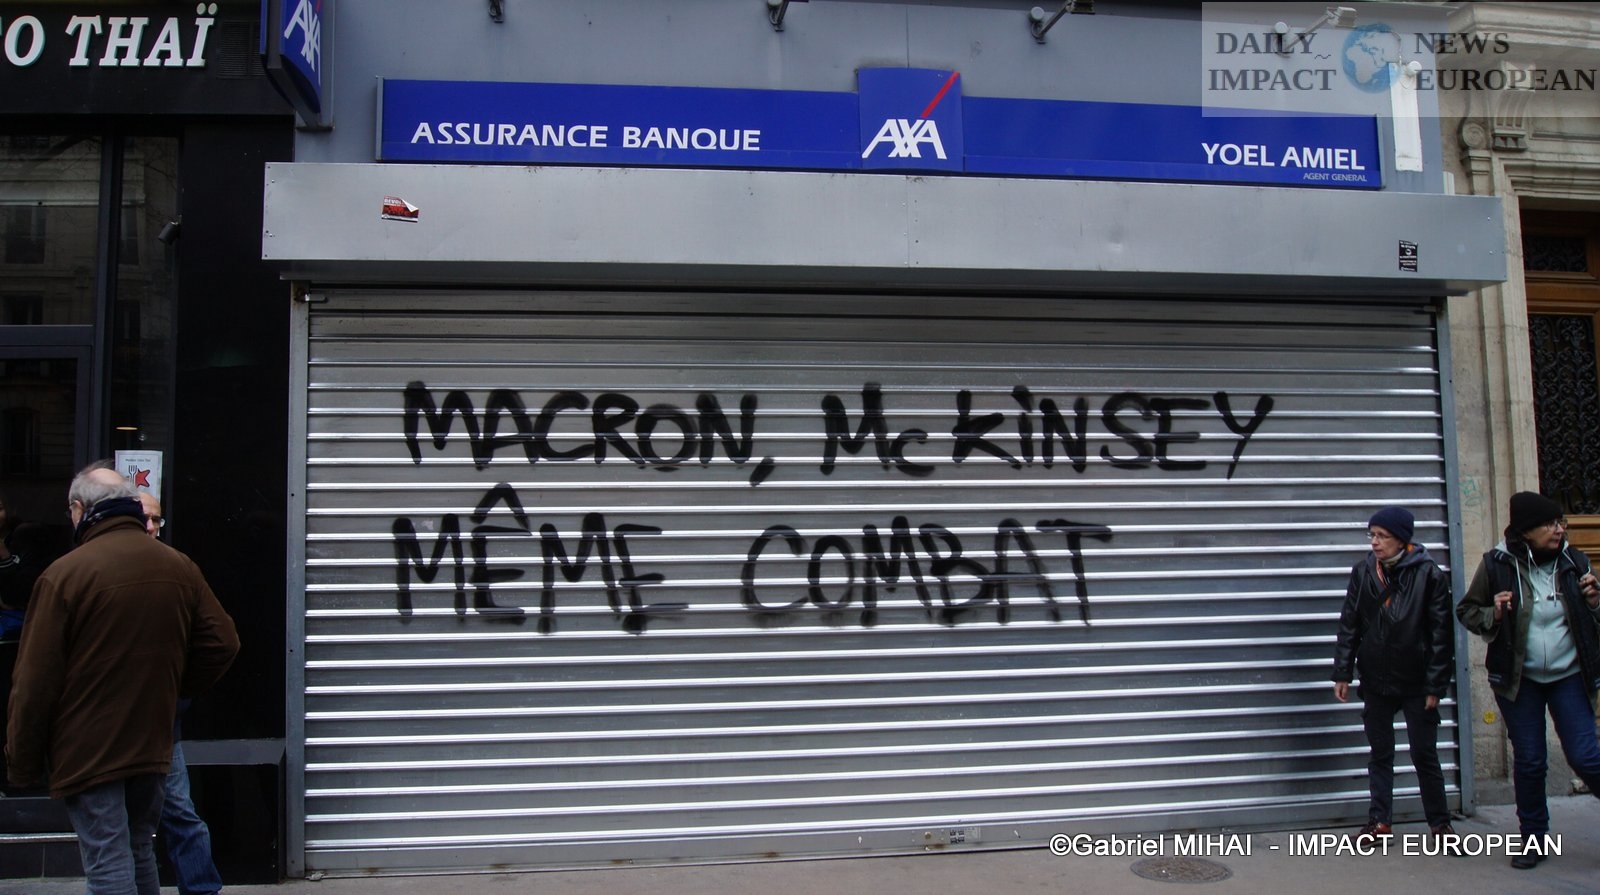 O THAÏ
AXA
DAILY NEWS
IMPACT EUROPEAN
ASSURANCE BANQUE
AXA
YOEL AMIEL
AGENT GENERAL
MACRON, McKiNSEY
MÊME COMBAT
©Gabriel MIHAI - IMPACT EUROPEAN